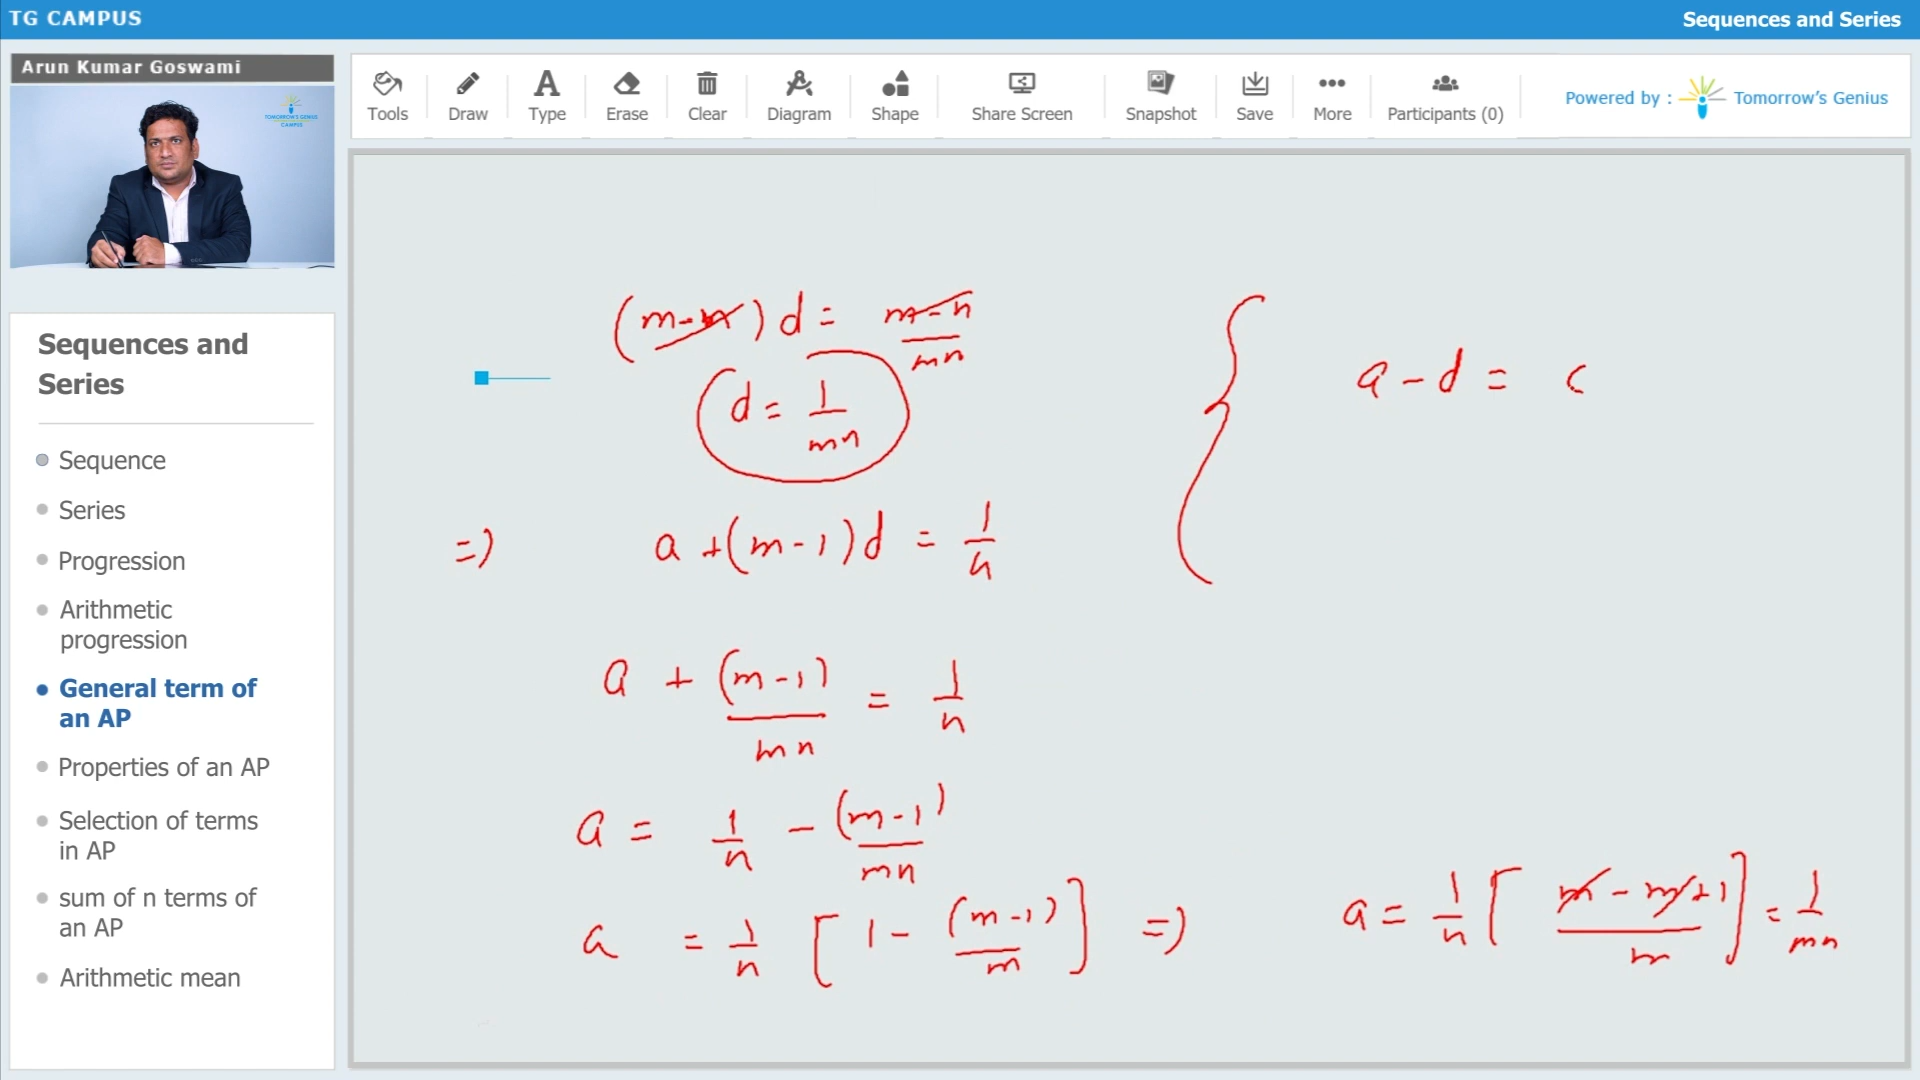 TG CAMPUS
Sequences and Series
Arun Kumar Goswami
TOMORROW'S GENIUS
CAMPUS
Tools
Draw
Type
Erase
Clear
Diagram
Shape
Share Screen
Snapshot
Save
More
Participants (0)
Powered by :
Tomorrow's Genius
Sequences and
Series
Sequence
Series
Progression
Arithmetic
progression
General term of
an AP
Properties of an AP
Selection of terms
in AP
sum of n terms of
an AP
Arithmetic mean
(m-n) d = m-n/mn
d = 1/mn
=) a + (m-1) d = 1/n
a + (m-1)/mn = 1/n
a = 1/n - (m-1)/mn
a = 1/n [ 1 - (m-1)/m ] =) a = 1/n [ m-m+1/m ] = 1/mn
{ a - d = c